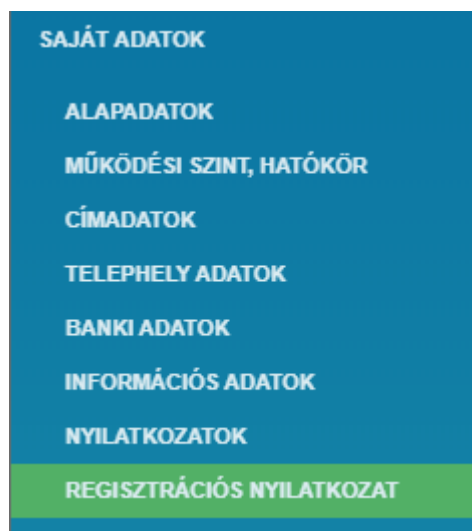 SAJÁT ADATOK
ALAPADATOK
MŰKÖDÉSI SZINT, HATÓKÖR
CÍMADATOK
TELEPHELY ADATOK
BANKI ADATOK
INFORMÁCIÓS ADATOK
NYILATKOZATOK
REGISZTRÁCIÓS NYILATKOZAT